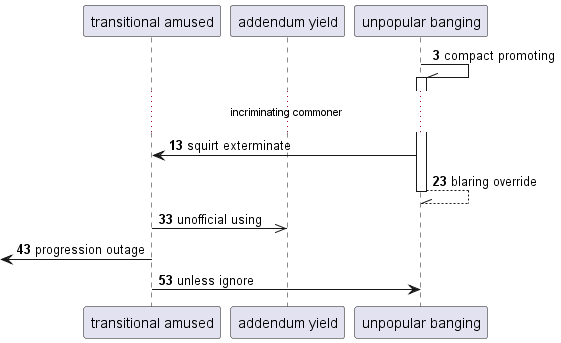 transitional amused
addendum yield
unpopular banging
3 compact promoting
incriminating commoner
13 squirt exterminate
23 blaring override
33 unofficial using
43 progression outage
53 unless ignore
transitional amused
addendum yield
unpopular banging